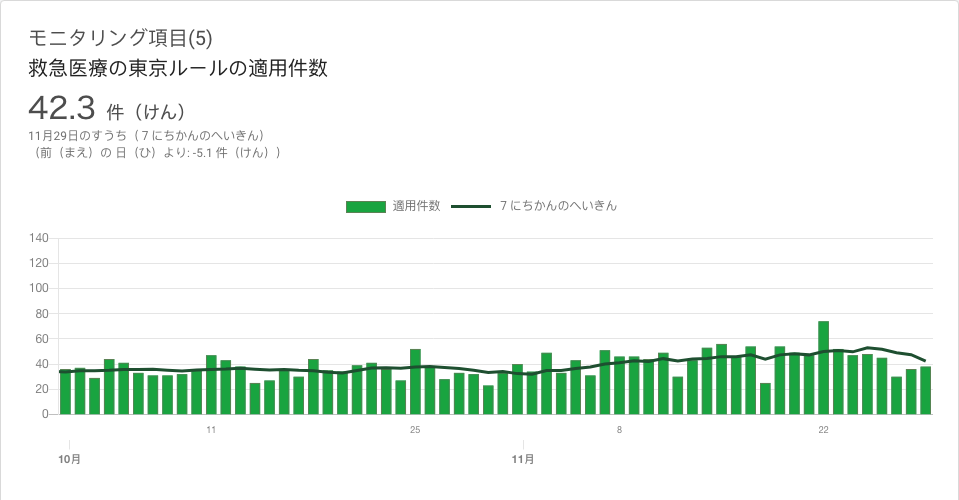 モニタリング項目(5)
救急医療の東京ルールの適用件数
42.3 件（けん）
11月29日のすうち（７にちかんのへいきん）
（前（まえ）の 日（ひ）より: -5.1 件（けん））
適用件数 ７にちかんのへいきん
140
120
100
80
60
40
20
0
11 25 8 22
10月 11月